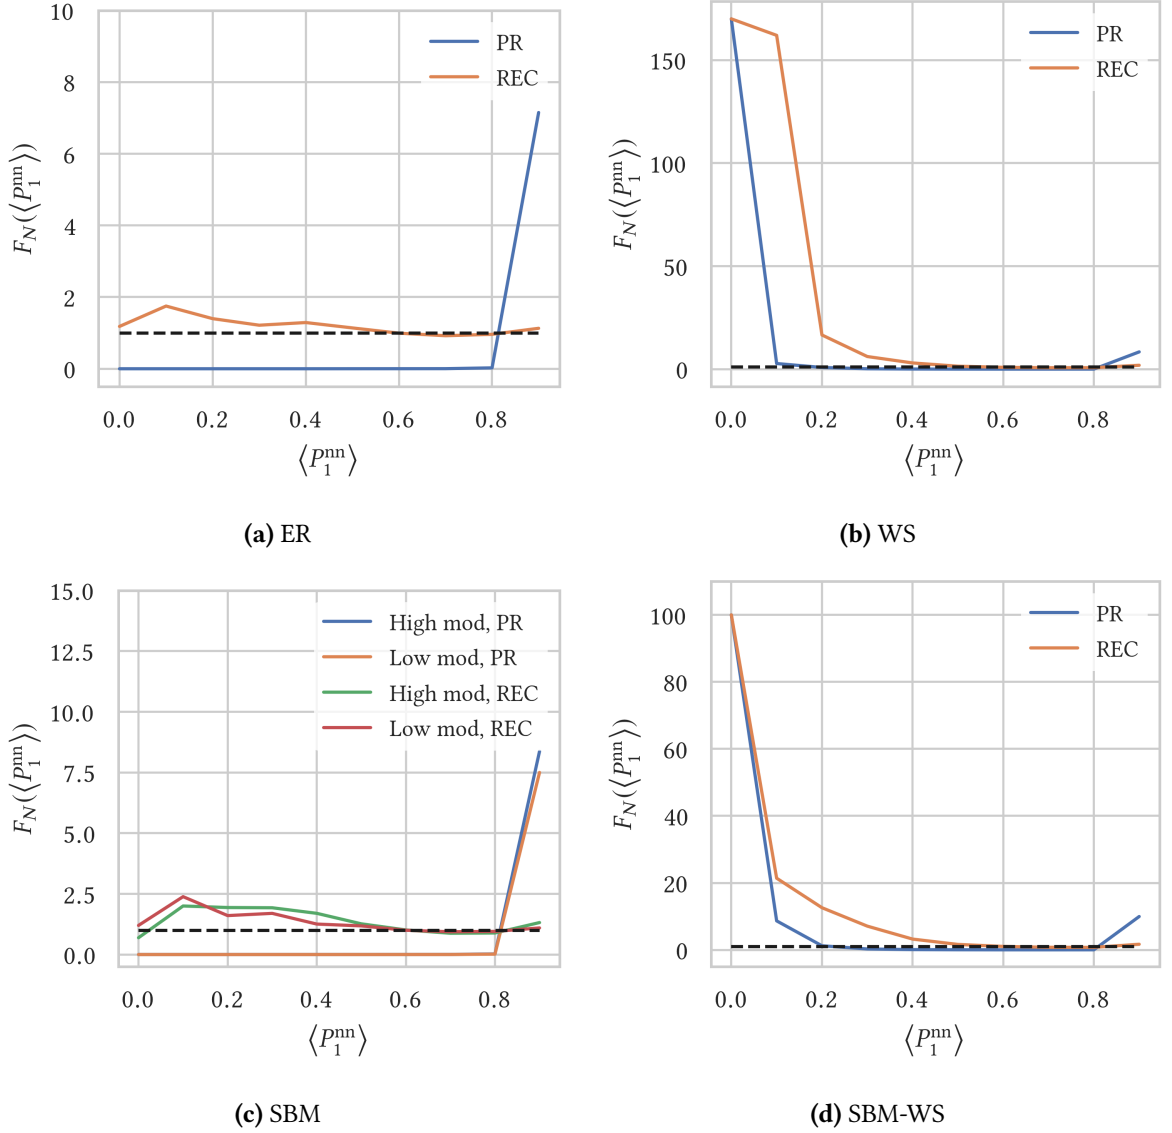 10
8
6
4
2
0
F_N(⟨P_1^nn⟩)
PR
REC
0.0 0.2 0.4 0.6 0.8
⟨P_1^nn⟩
(a) ER
150
100
50
0
F_N(⟨P_1^nn⟩)
PR
REC
0.0 0.2 0.4 0.6 0.8
⟨P_1^nn⟩
(b) WS
15.0
12.5
10.0
7.5
5.0
2.5
0.0
F_N(⟨P_1^nn⟩)
High mod, PR
Low mod, PR
High mod, REC
Low mod, REC
0.0 0.2 0.4 0.6 0.8
⟨P_1^nn⟩
(c) SBM
100
80
60
40
20
0
F_N(⟨P_1^nn⟩)
PR
REC
0.0 0.2 0.4 0.6 0.8
⟨P_1^nn⟩
(d) SBM-WS